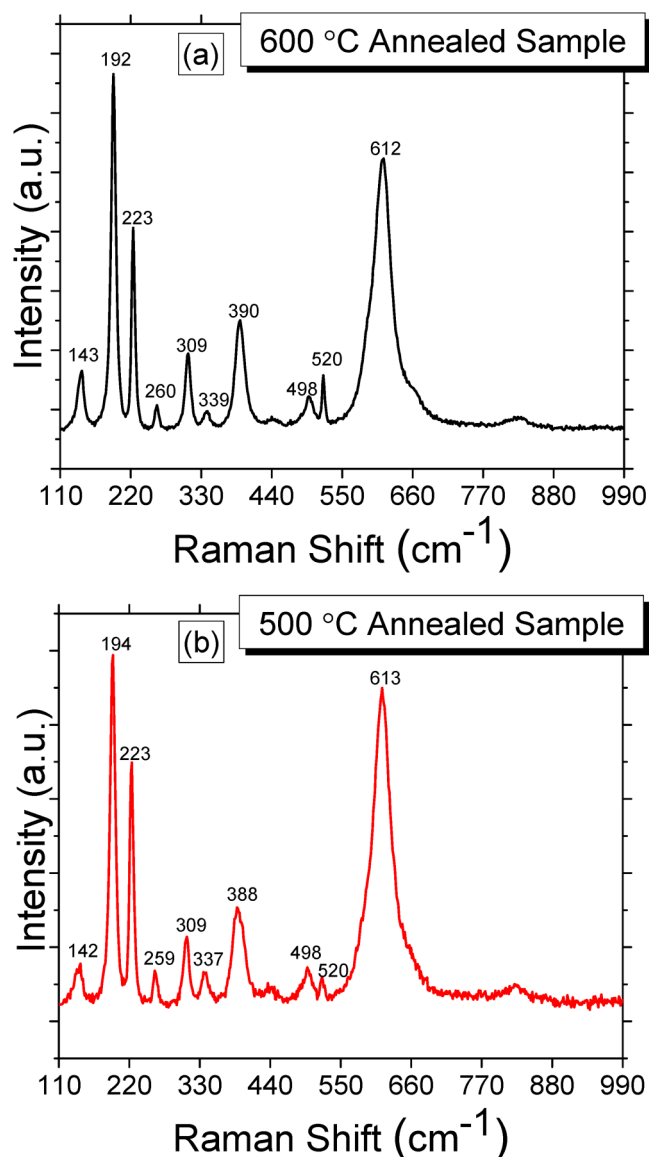 (a)
600 °C Annealed Sample
192
612
223
390
143
309
520
498
260
339
Intensity (a.u.)
110 220 330 440 550 660 770 880 990
Raman Shift (cm-1)
(b)
500 °C Annealed Sample
194
613
223
388
142
259
309
337
498
520
Intensity (a.u.)
110 220 330 440 550 660 770 880 990
Raman Shift (cm-1)